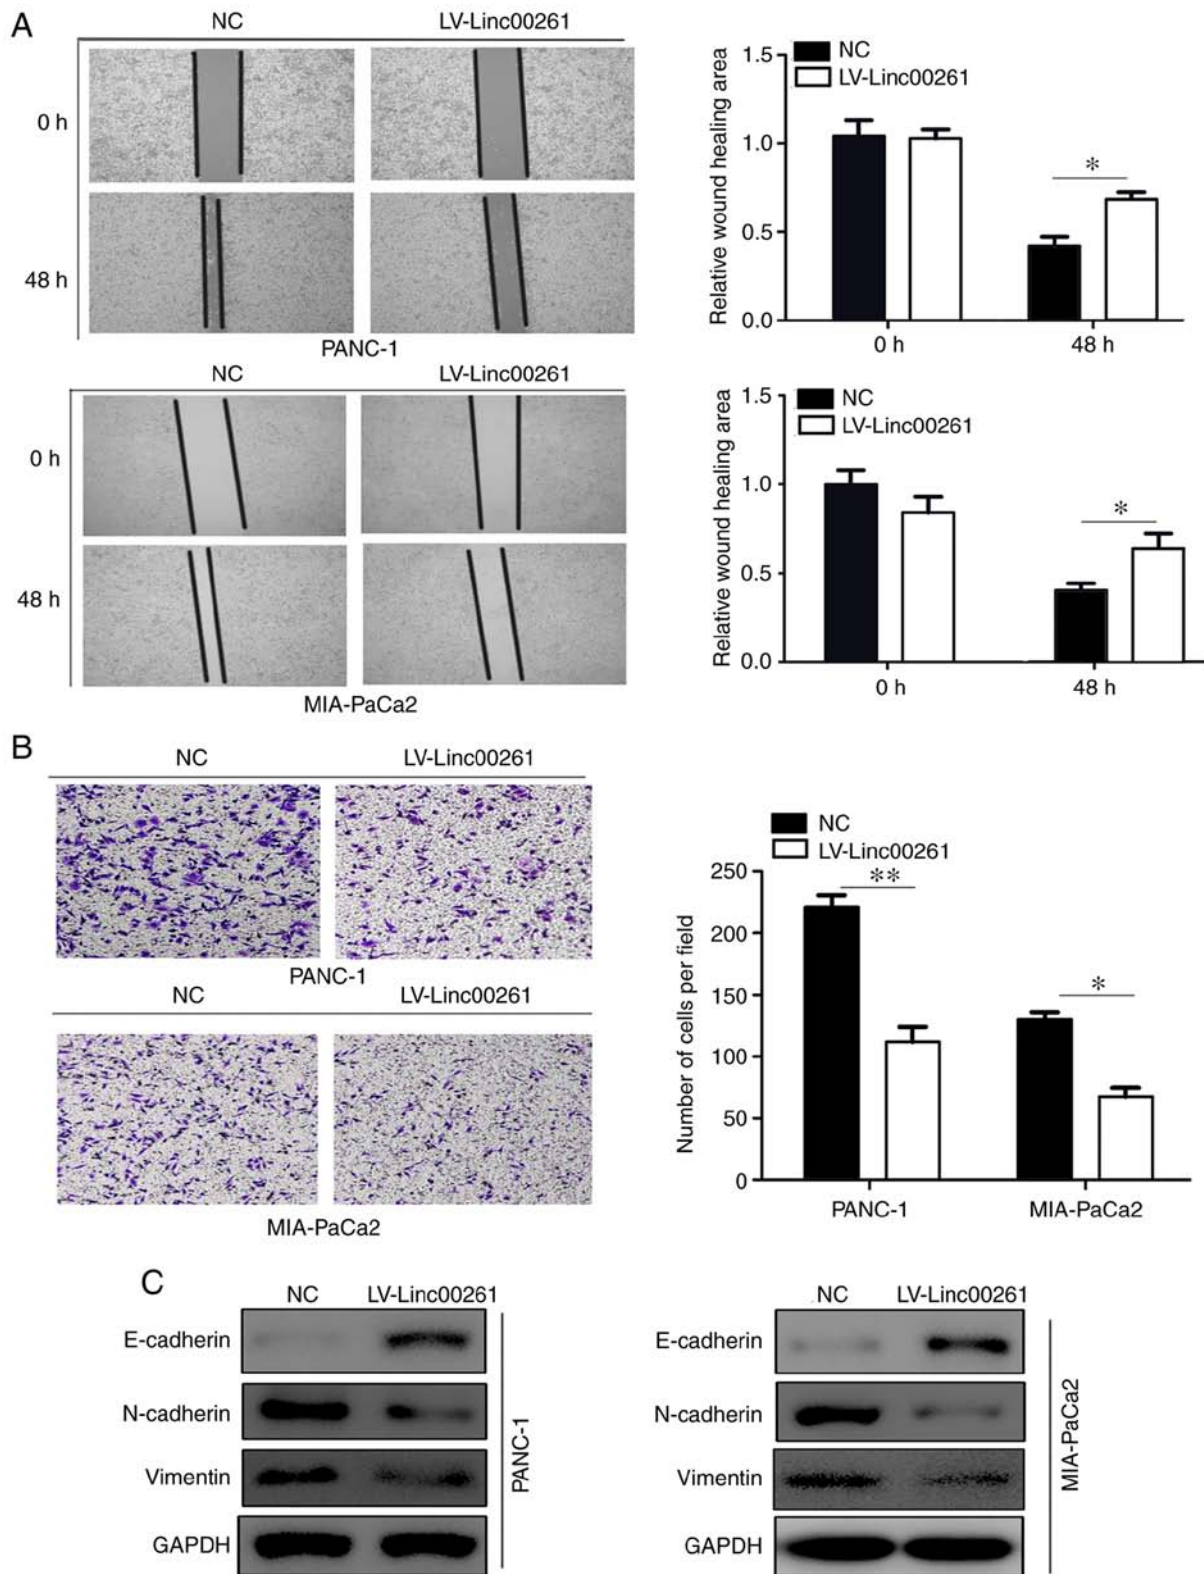 A
NC LV-Linc00261
0 h
48 h
PANC-1
NC LV-Linc00261
0 h
48 h
MIA-PaCa2
NC
LV-Linc00261
Relative wound healing area
1.5
1.0
0.5
0.0
*
0 h 48 h
NC
LV-Linc00261
Relative wound healing area
1.5
1.0
0.5
0.0
*
0 h 48 h
B
NC LV-Linc00261
PANC-1
NC LV-Linc00261
MIA-PaCa2
NC
LV-Linc00261
Number of cells per field
250
200
150
100
50
0
**
*
PANC-1 MIA-PaCa2
C
NC LV-Linc00261
E-cadherin
N-cadherin
Vimentin
GAPDH
PANC-1
NC LV-Linc00261
E-cadherin
N-cadherin
Vimentin
GAPDH
MIA-PaCa2